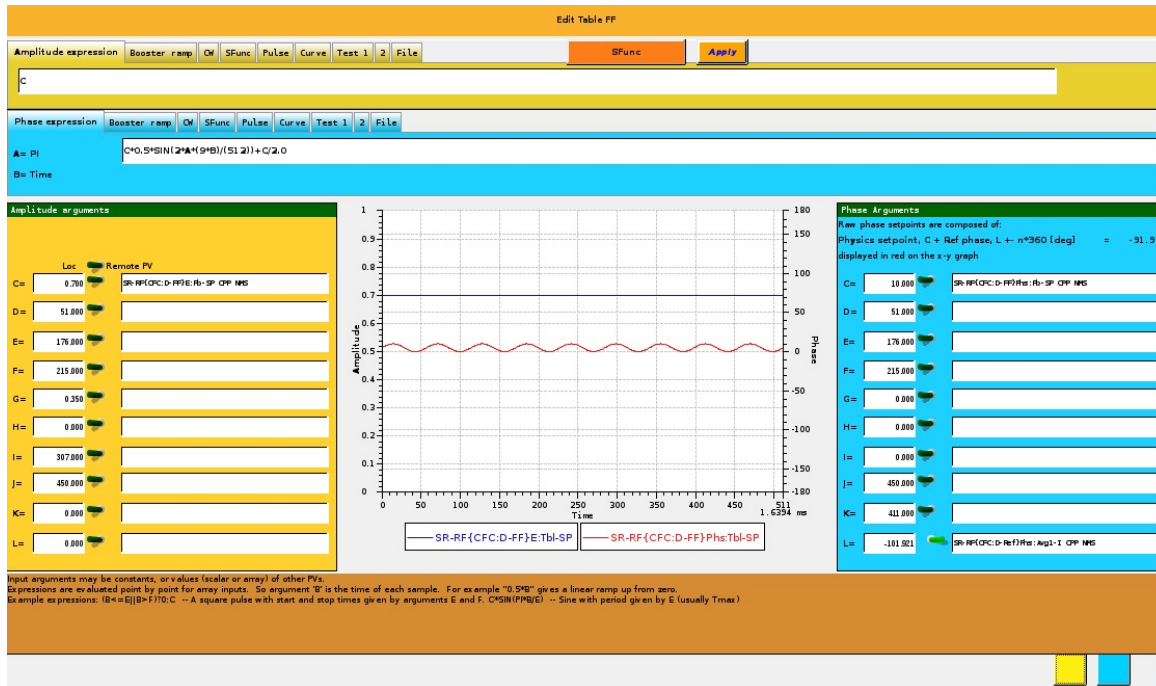 Edit Table FF
Amplitude expression Booster ramp CW SFunc Pulse Curve Test 1 2 File SFunc Apply
C
Phase expression Booster ramp CW SFunc Pulse Curve Test 1 2 File
A= PI C*0.5*SIN(2*A*(9*B)/(512))+C/2.0
B= Time
Amplitude arguments
Loc Remote PV
C= 0.700 SR-RF{CFC:D-FF}E:Fb-SP CPP NMS
D= 51.000
E= 176.000
F= 215.000
G= 0.350
H= 0.000
I= 307.000
J= 450.000
K= 0.000
L= 0.000
1 180
0.9 150
0.8 100
0.7
0.6 50
0.5 0
0.4 -50
0.3
0.2 -100
0.1 -150
0 -180
Amplitude
Phase
0 50 100 150 200 250 300 350 400 450 511
Time 1.6394 ms
SR-RF{CFC:D-FF}E:Tbl-SP SR-RF{CFC:D-FF}Phs:Tbl-SP
Phase Arguments
Raw phase setpoints are composed of:
Physics setpoint, C + Ref phase, L +- n*360 [deg] = -91.9
displayed in red on the x-y graph
C= 10.000 SR-RF{CFC:D-FF}Phs:Fb-SP CPP NMS
D= 51.000
E= 176.000
F= 215.000
G= 0.000
H= 0.000
I= 0.000
J= 450.000
K= 411.000
L= -101.921 SR-RF{CFC:D-Ref}Phs:Avg1-I CPP NMS
Input arguments may be constants, or values (scalar or array) of other PVs.
Expressions are evaluated point by point for array inputs. So argument 'B' is the time of each sample. For example "0.5*B" gives a linear ramp up from zero.
Example expressions: (B<=E||B>F)?0:C -- A square pulse with start and stop times given by arguments E and F. C*SIN(PI*B/E) -- Sine with period given by E (usually Tmax)